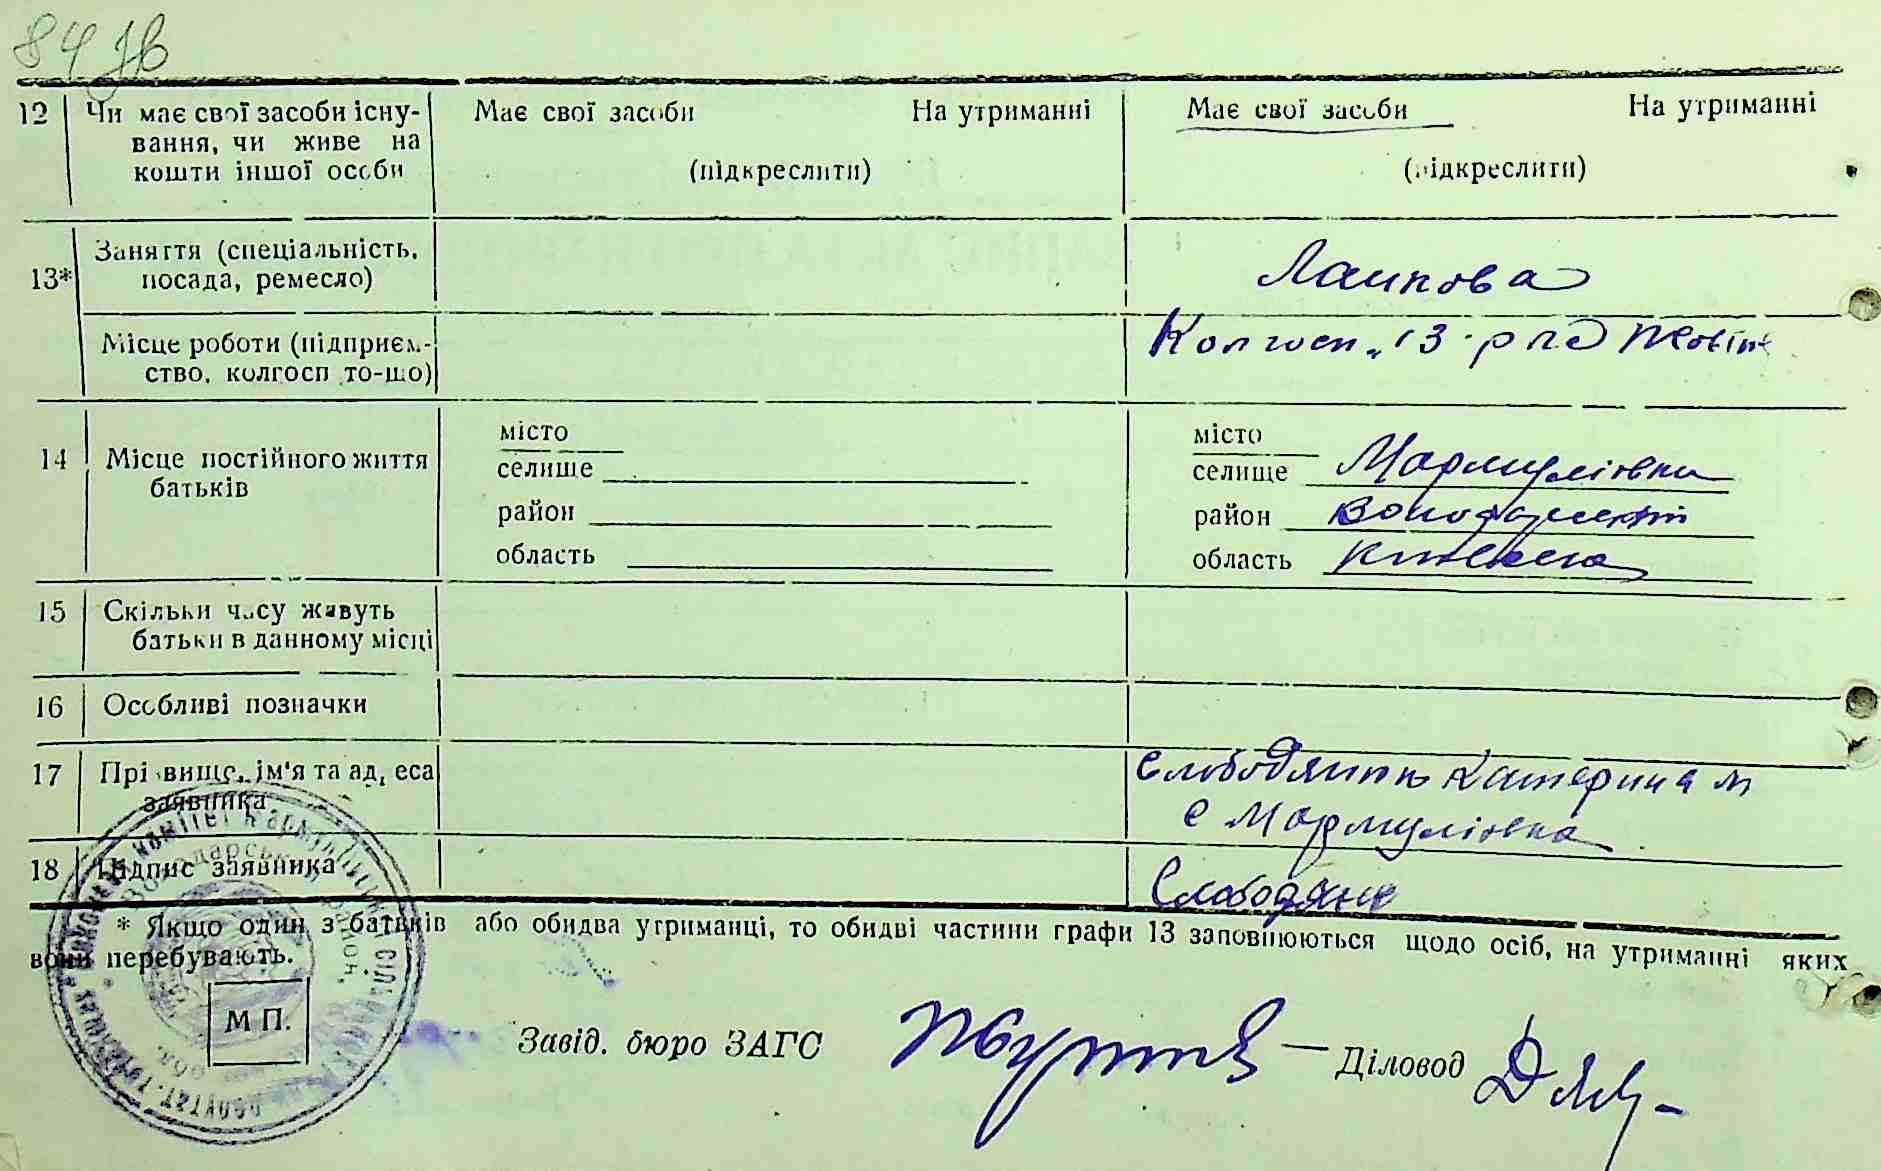 84 зв
12 Чи має свої засоби існу- Має свої засоби На утриманні Має свої засоби На утриманні
вання, чи живе на
кошти іншої особи (підкреслити) (підкреслити)
Заняття (спеціальність,
13* посада, ремесло) Ланкова
Місце роботи (підприєм- Колгосп „13-р
ство, колгосп то-що)
місто місто
14 Місце постійного життя селище селище Мармуліовка
батьків район район
область область Київська
15 Скільки часу живуть
батьки в данному місці
16 Особливі позначки
17 Прізвище, ім'я та адреса Слободянюк Катерина М
заявника с Мармуліовка
18 Підпис заявника Слободянюк
* Якщо один з батьків або обидва утриманці, то обидві частини графи 13 заповнюються щодо осіб, на утриманні яких
вони перебувають.
М П.
Завід. бюро ЗАГС Діловод